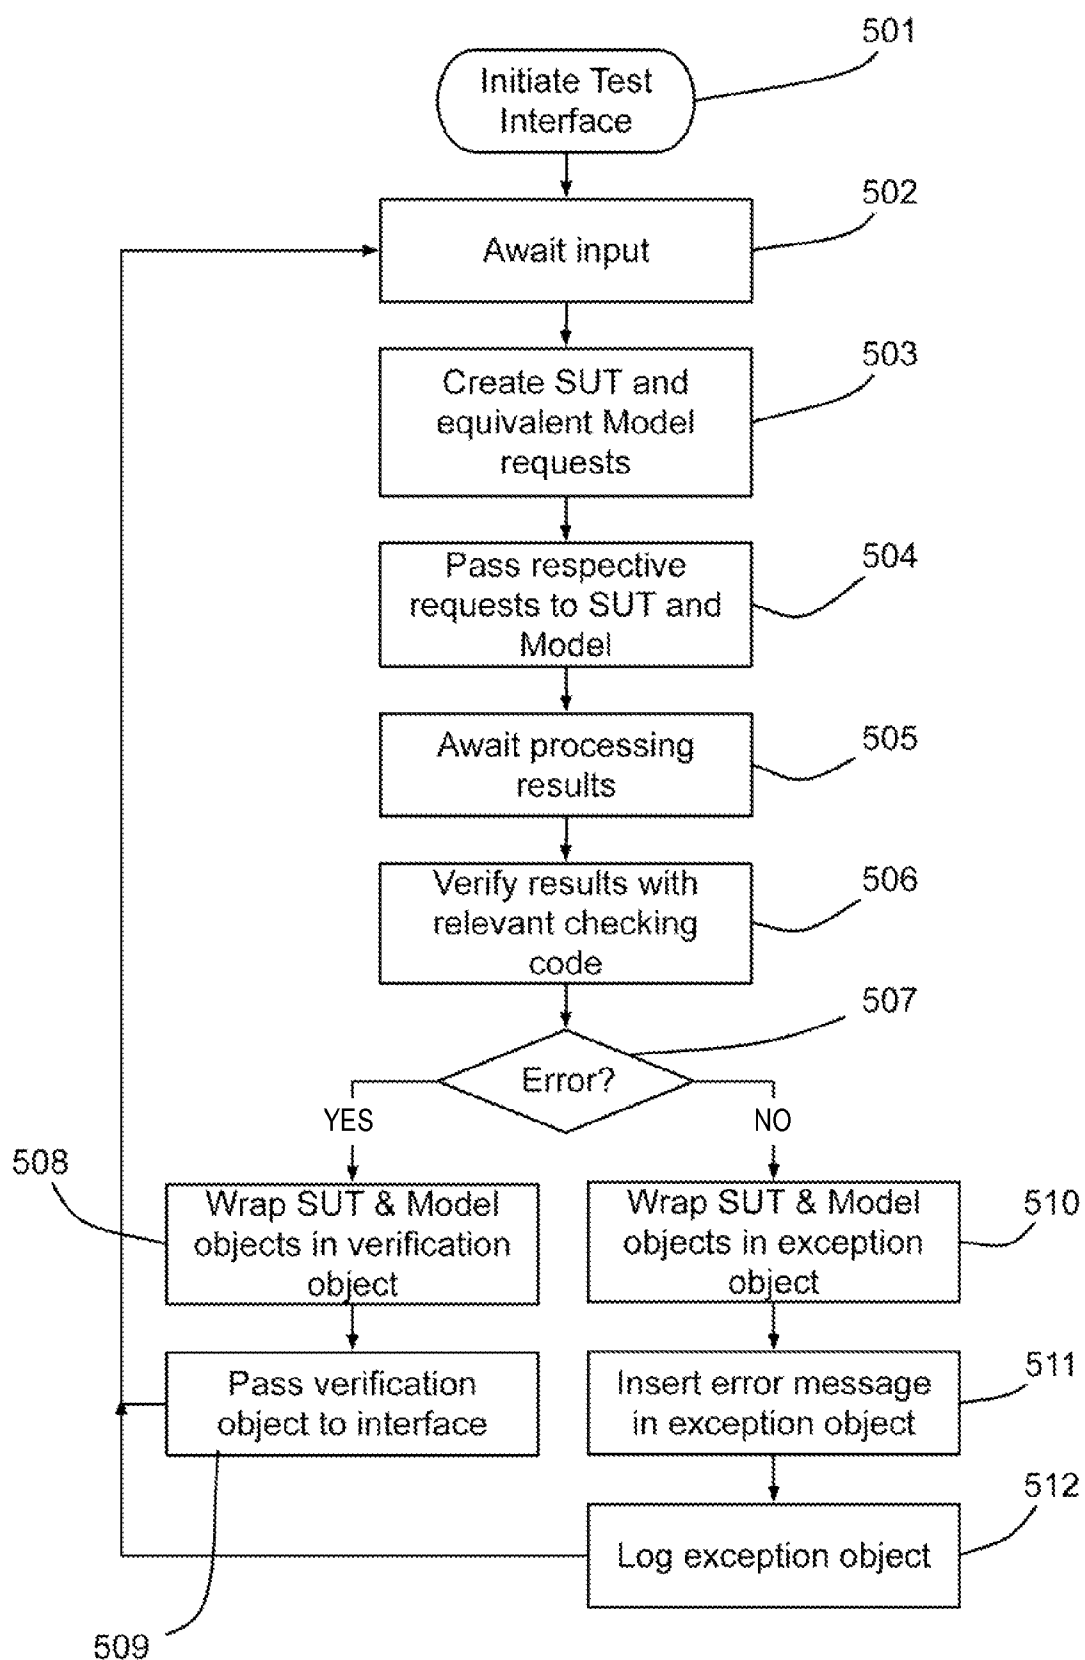 501
Initiate Test
Interface
502
Await input
503
Create SUT and
equivalent Model
requests
504
Pass respective
requests to SUT and
Model
505
Await processing
results
506
Verify results with
relevant checking
code
507
Error?
YES
NO
508
Wrap SUT & Model
objects in verification
object
510
Wrap SUT & Model
objects in exception
object
509
Pass verification
object to interface
511
Insert error message
in exception object
512
Log exception object